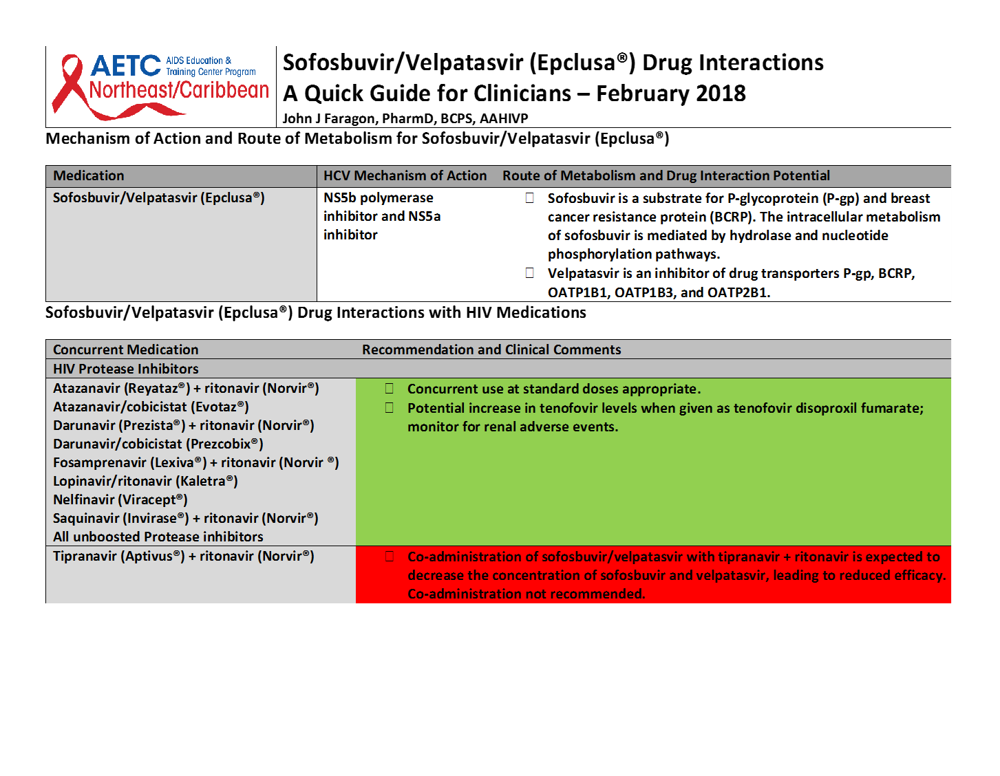 AETC AIDS Education &
Training Center Program
Northeast/Caribbean
Sofosbuvir/Velpatasvir (Epclusa®) Drug Interactions
A Quick Guide for Clinicians – February 2018
John J Faragon, PharmD, BCPS, AAHIVP
Mechanism of Action and Route of Metabolism for Sofosbuvir/Velpatasvir (Epclusa®)
Medication HCV Mechanism of Action Route of Metabolism and Drug Interaction Potential
Sofosbuvir/Velpatasvir (Epclusa®)
NS5b polymerase
inhibitor and NS5a
inhibitor
Sofosbuvir is a substrate for P-glycoprotein (P-gp) and breast
cancer resistance protein (BCRP). The intracellular metabolism
of sofosbuvir is mediated by hydrolase and nucleotide
phosphorylation pathways.
Velpatasvir is an inhibitor of drug transporters P-gp, BCRP,
OATP1B1, OATP1B3, and OATP2B1.
Sofosbuvir/Velpatasvir (Epclusa®) Drug Interactions with HIV Medications
Concurrent Medication Recommendation and Clinical Comments
HIV Protease Inhibitors
Atazanavir (Reyataz®) + ritonavir (Norvir®)
Atazanavir/cobicistat (Evotaz®)
Darunavir (Prezista®) + ritonavir (Norvir®)
Darunavir/cobicistat (Prezcobix®)
Fosamprenavir (Lexiva®) + ritonavir (Norvir ®)
Lopinavir/ritonavir (Kaletra®)
Nelfinavir (Viracept®)
Saquinavir (Invirase®) + ritonavir (Norvir®)
All unboosted Protease inhibitors
Concurrent use at standard doses appropriate.
Potential increase in tenofovir levels when given as tenofovir disoproxil fumarate;
monitor for renal adverse events.
Tipranavir (Aptivus®) + ritonavir (Norvir®)
Co-administration of sofosbuvir/velpatasvir with tipranavir + ritonavir is expected to
decrease the concentration of sofosbuvir and velpatasvir, leading to reduced efficacy.
Co-administration not recommended.